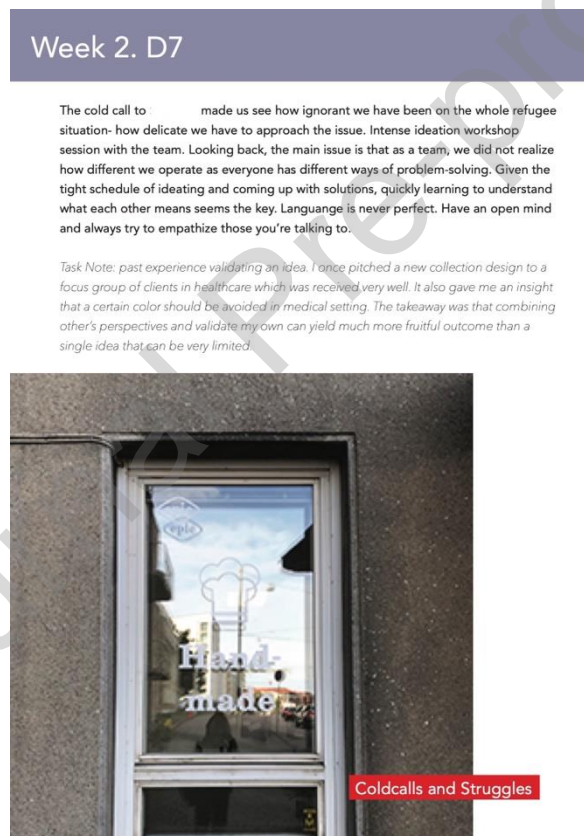 Week 2. D7
The cold call to made us see how ignorant we have been on the whole refugee
situation- how delicate we have to approach the issue. Intense ideation workshop
session with the team. Looking back, the main issue is that as a team, we did not realize
how different we operate as everyone has different ways of problem-solving. Given the
tight schedule of ideating and coming up with solutions, quickly learning to understand
what each other means seems the key. Languange is never perfect. Have an open mind
and always try to empathize those you're talking to.
Task Note: past experience validating an idea. I once pitched a new collection design to a
focus group of clients in healthcare which was received very well. It also gave me an insight
that a certain color should be avoided in medical setting. The takeaway was that combining
other's perspectives and validate my own can yield much more fruitful outcome than a
single idea that can be very limited.
Hand-
made
Coldcalls and Struggles